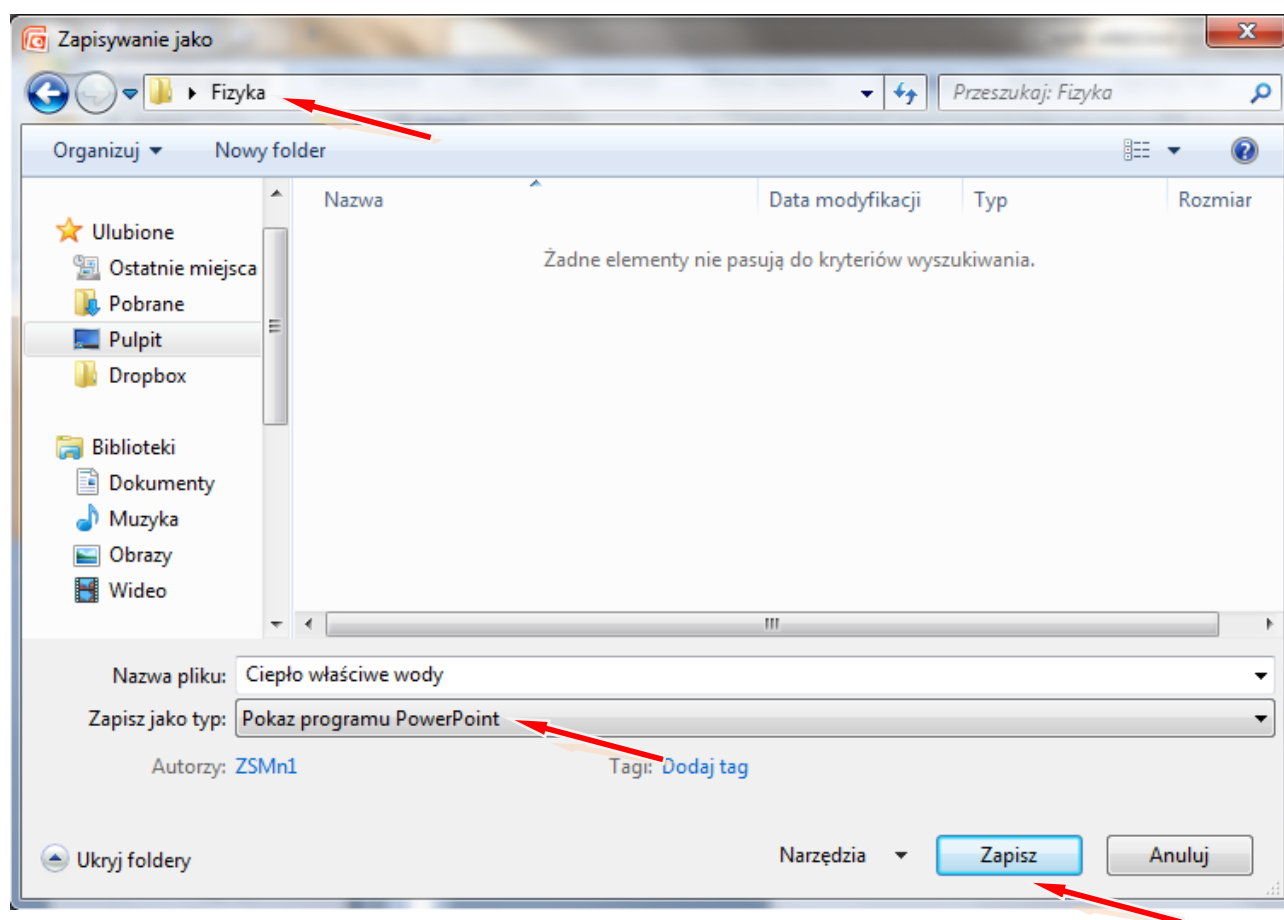 Zapisywanie jako
Fizyka
Przeszukaj: Fizyka
Organizuj
Nowy folder
Nazwa
Data modyfikacji
Typ
Rozmiar
Żadne elementy nie pasują do kryteriów wyszukiwania.
Ulubione
Ostatnie miejsca
Pobrane
Pulpit
Dropbox
Biblioteki
Dokumenty
Muzyka
Obrazy
Wideo
Nazwa pliku: Ciepło właściwe wody
Zapisz jako typ: Pokaz programu PowerPoint
Autorzy: ZSMn1
Tagi: Dodaj tag
Ukryj foldery
Narzędzia
Zapisz
Anuluj